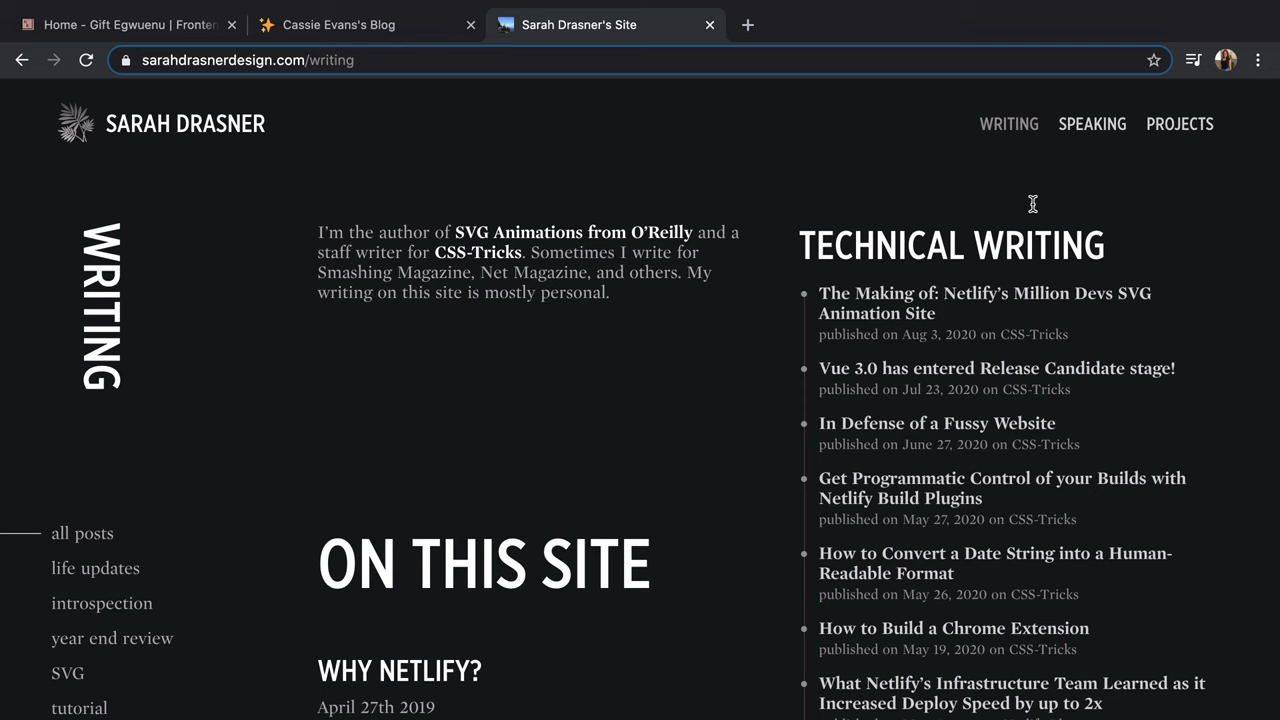 Home - Gift Egwuenu | Fronten
Cassie Evans's Blog
Sarah Drasner's Site
sarahdrasnerdesign.com/writing
SARAH DRASNER
WRITING
SPEAKING
PROJECTS
WRITING
I'm the author of SVG Animations from O'Reilly and a
staff writer for CSS-Tricks. Sometimes I write for
Smashing Magazine, Net Magazine, and others. My
writing on this site is mostly personal.
all posts
life updates
introspection
year end review
SVG
tutorial
ON THIS SITE
WHY NETLIFY?
April 27th 2019
TECHNICAL WRITING
The Making of: Netlify's Million Devs SVG
Animation Site
published on Aug 3, 2020 on CSS-Tricks
Vue 3.0 has entered Release Candidate stage!
published on Jul 23, 2020 on CSS-Tricks
In Defense of a Fussy Website
published on June 27, 2020 on CSS-Tricks
Get Programmatic Control of your Builds with
Netlify Build Plugins
published on May 27, 2020 on CSS-Tricks
How to Convert a Date String into a Human-
Readable Format
published on May 26, 2020 on CSS-Tricks
How to Build a Chrome Extension
published on May 19, 2020 on CSS-Tricks
What Netlify's Infrastructure Team Learned as it
Increased Deploy Speed by up to 2x